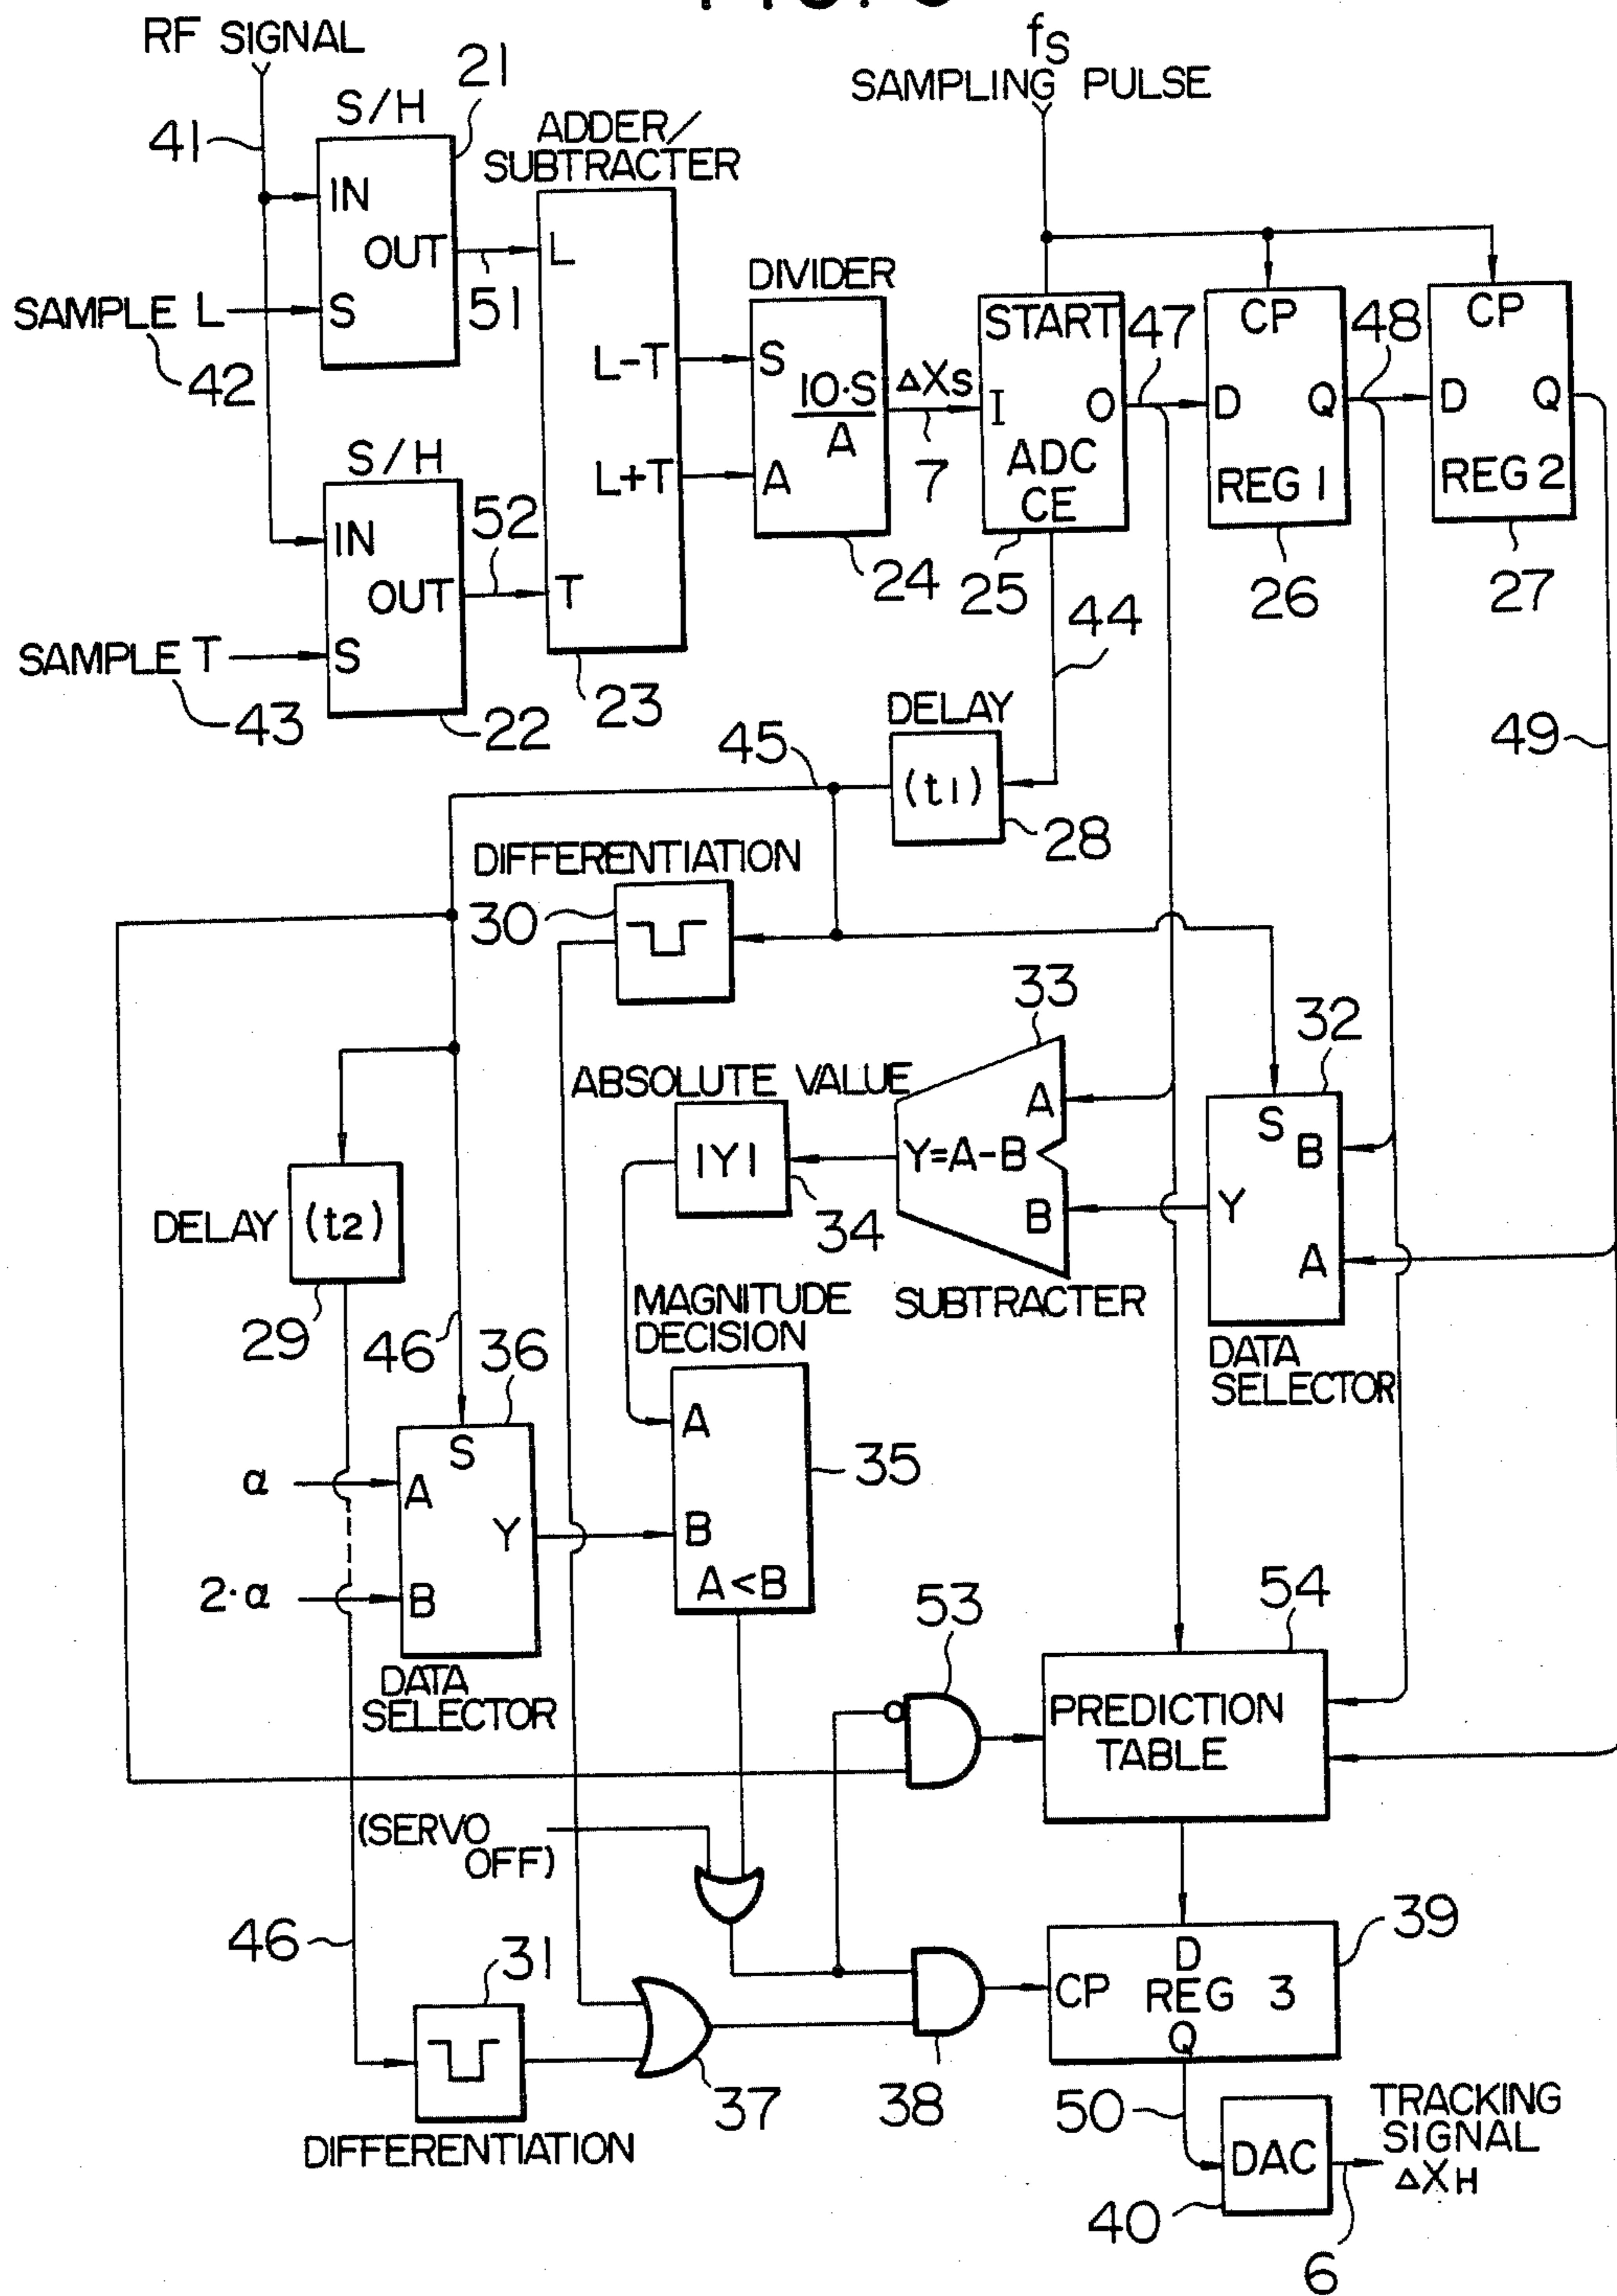 RF SIGNAL
fS
SAMPLING PULSE
41
S/H
21
ADDER/
SUBTRACTER
IN
OUT
S
SAMPLE L
42
51
L
L-T
L+T
T
23
DIVIDER
S
10·S
A
A
24
ΔXS
7
START
I
O
ADC
CE
25
47
CP
D
Q
REG 1
26
48
CP
D
Q
REG 2
27
S/H
IN
OUT
S
SAMPLE T
43
22
52
44
49
DELAY
(t1)
28
45
DIFFERENTIATION
30
33
32
ABSOLUTE VALUE
|Y|
34
A
Y=A-B
B
SUBTRACTER
S
B
Y
A
DATA
SELECTOR
DELAY
(t2)
29
46
36
MAGNITUDE
DECISION
A
B
A<B
35
α
2·α
S
A
Y
B
DATA
SELECTOR
53
54
PREDICTION
TABLE
(SERVO
OFF)
46
31
DIFFERENTIATION
37
38
39
D
CP
REG 3
Q
50
DAC
40
TRACKING
SIGNAL
ΔXH
6